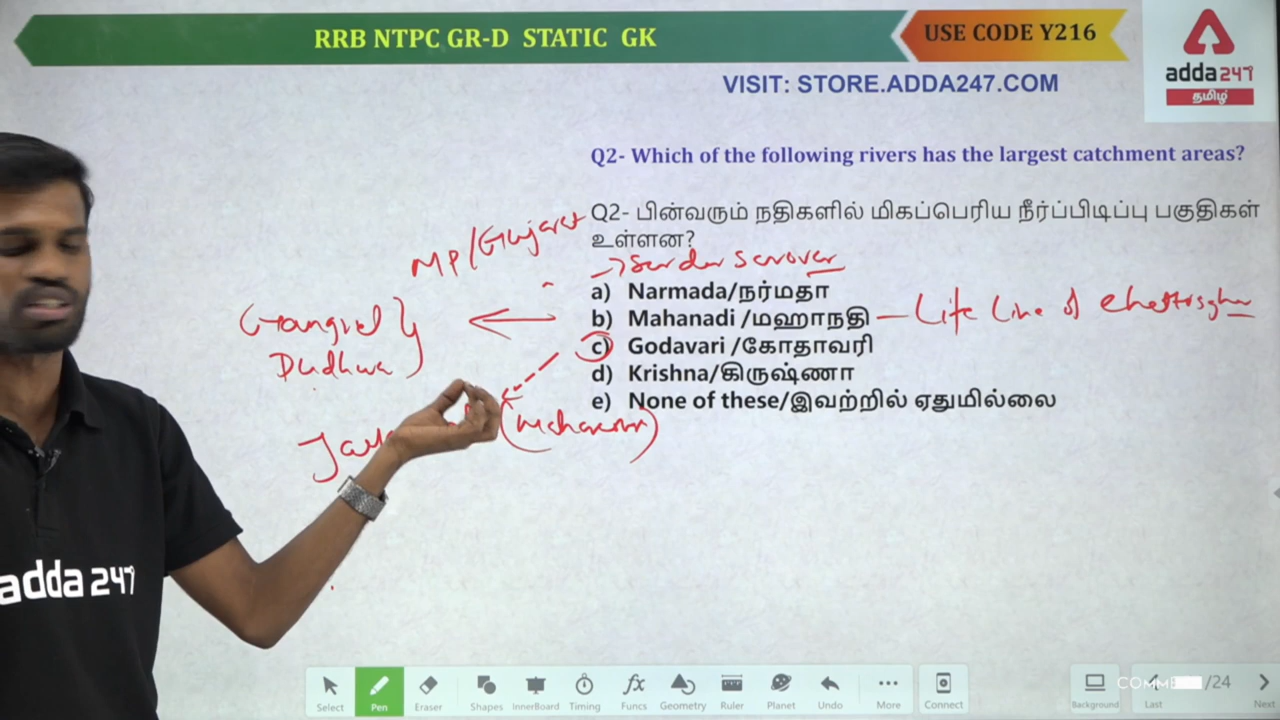 RRB NTPC GR-D STATIC GK
USE CODE Y216
adda247
தமிழ்
VISIT: STORE.ADDA247.COM
Q2- Which of the following rivers has the largest catchment areas?
Q2- பின்வரும் நதிகளில் மிகப்பெரிய நீர்ப்பிடிப்பு பகுதிகள்
உள்ளன?
MP/Gujarat
Sardar Sarovar
a) Narmada/நர்மதா
b) Mahanadi /மஹாநதி - Life Line of
Gangrel
Dudhwa
c) Godavari /கோதாவரி
d) Krishna/கிருஷ்ணா
e) None of these/இவற்றில் ஏதுமில்லை
adda 247
Select
Pen
Eraser
Shapes
InnerBoard
Timing
Funcs
Geometry
Ruler
Planet
Undo
More
Connect
Background
/24
Last
Next